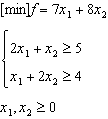 [min]f = 7x₁ + 8x₂
{ 2x₁ + x₂ ≥ 5
x₁ + 2x₂ ≥ 4
x₁, x₂ ≥ 0